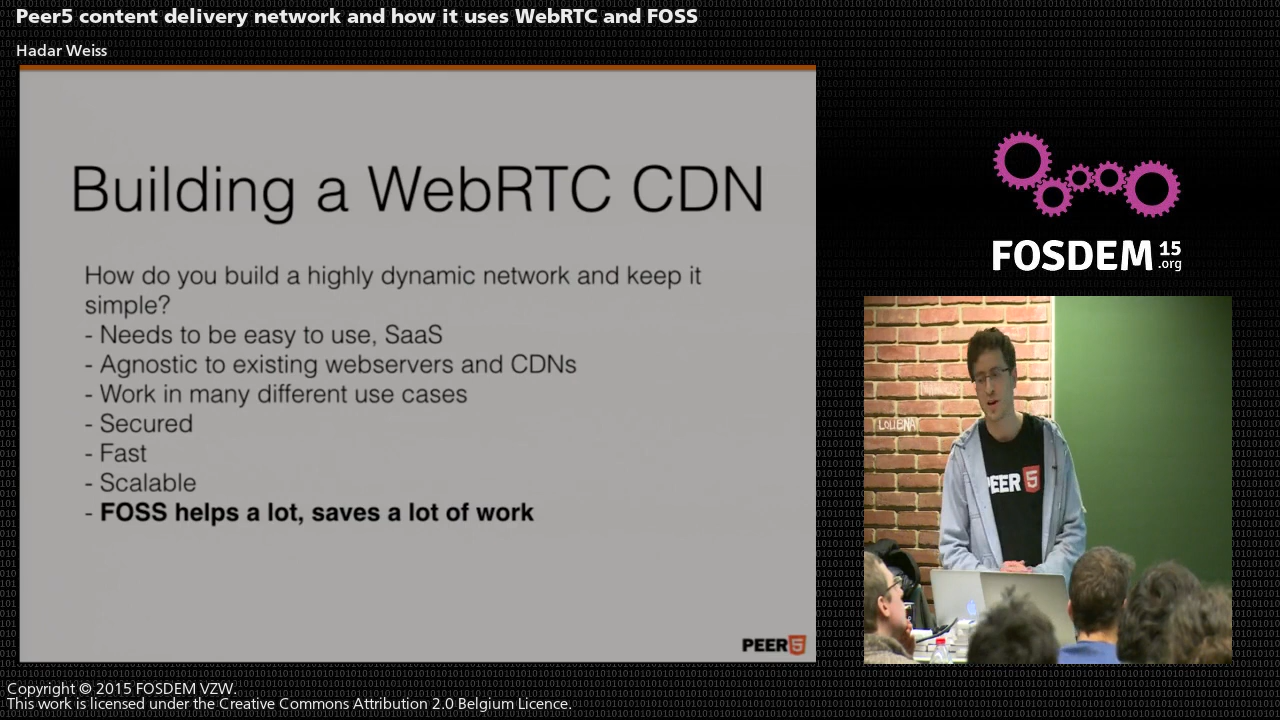 Peer5 content delivery network and how it uses WebRTC and FOSS
Hadar Weiss
Building a WebRTC CDN
How do you build a highly dynamic network and keep it
simple?
- Needs to be easy to use, SaaS
- Agnostic to existing webservers and CDNs
- Work in many different use cases
- Secured
- Fast
- Scalable
- FOSS helps a lot, saves a lot of work
PEER5
FOSDEM 15
.org
PEER 5
Copyright © 2015 FOSDEM VZW.
This work is licensed under the Creative Commons Attribution 2.0 Belgium Licence.